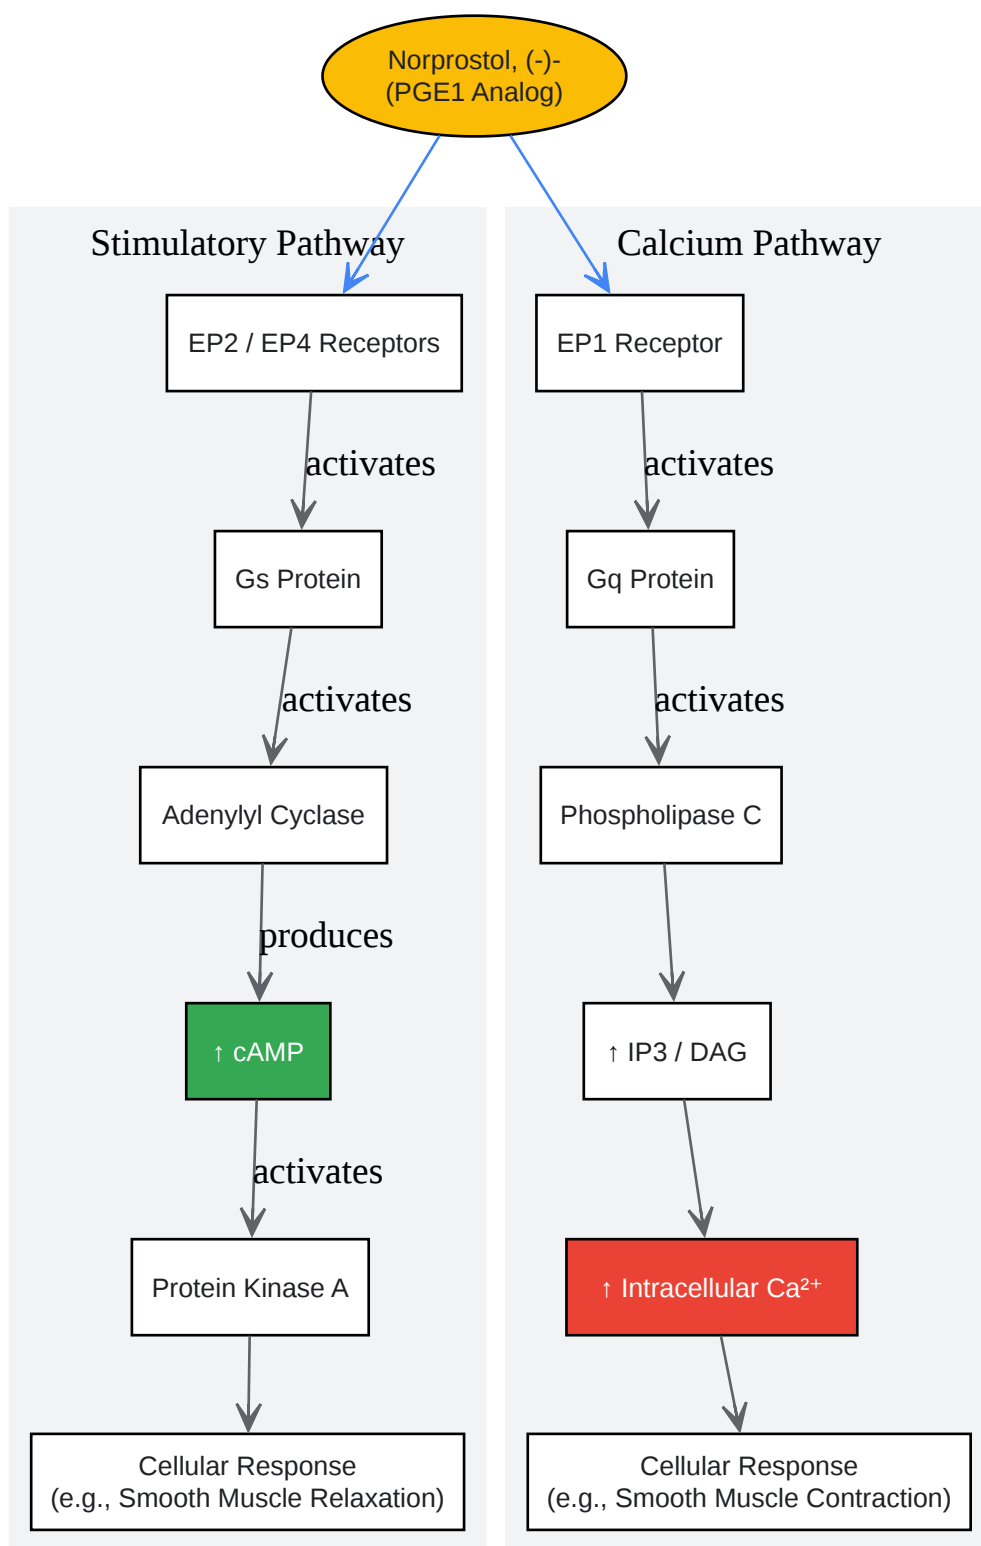 Norprostol, (-)-
(PGE1 Analog)
Stimulatory Pathway
EP2 / EP4 Receptors
activates
Gs Protein
activates
Adenylyl Cyclase
produces
↑ cAMP
activates
Protein Kinase A
Cellular Response
(e.g., Smooth Muscle Relaxation)
Calcium Pathway
EP1 Receptor
activates
Gq Protein
activates
Phospholipase C
↑ IP3 / DAG
↑ Intracellular Ca²⁺
Cellular Response
(e.g., Smooth Muscle Contraction)